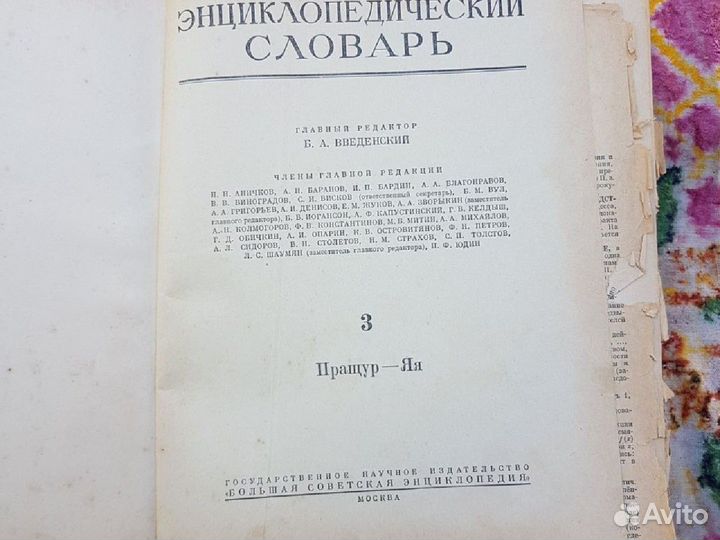 ЭНЦИКЛОПЕДИЧЕСКИЙ
СЛОВАРЬ
ГЛАВНЫЙ РЕДАКТОР
Б. А. ВВЕДЕНСКИЙ
ЧЛЕНЫ ГЛАВНОЙ РЕДАКЦИИ
Н. Н. АНИЧКОВ, А. И. БАРАНОВ, И. П. БАРДИН, А. А. БЛАГОНРАВОВ,
В. В. ВИНОГРАДОВ, С. И. ВИСКОВ (ответственный секретарь), Б. М. ВУЛ,
А. А. ГРИГОРЬЕВ, А. И. ДЕНИСОВ, Е. М. ЖУКОВ, А. А. ЗВОРЫКИН (заместитель
главного редактора), Б. В. ИОГАНСОН, А. Ф. КАПУСТИНСКИЙ, Г. В. КЕЛДЫШ,
А. Н. КОЛМОГОРОВ, Ф. В. КОНСТАНТИНОВ, М. Б. МИТИН, А. А. МИХАЙЛОВ,
Г. Д. ОБИЧКИН, А. И. ОПАРИН, К. В. ОСТРОВИТЯНОВ, Ф. Н. ПЕТРОВ,
А. Л. СИДОРОВ, В. Н. СТОЛЕТОВ, Н. М. СТРАХОВ, С. П. ТОЛСТОВ,
Л. С. ШАУМЯН (заместитель главного редактора), П. Ф. ЮДИН
3
Пращур — Яя
ГОСУДАРСТВЕННОЕ НАУЧНОЕ ИЗДАТЕЛЬСТВО
«БОЛЬШАЯ СОВЕТСКАЯ ЭНЦИКЛОПЕДИЯ»
МОСКВА
Avito